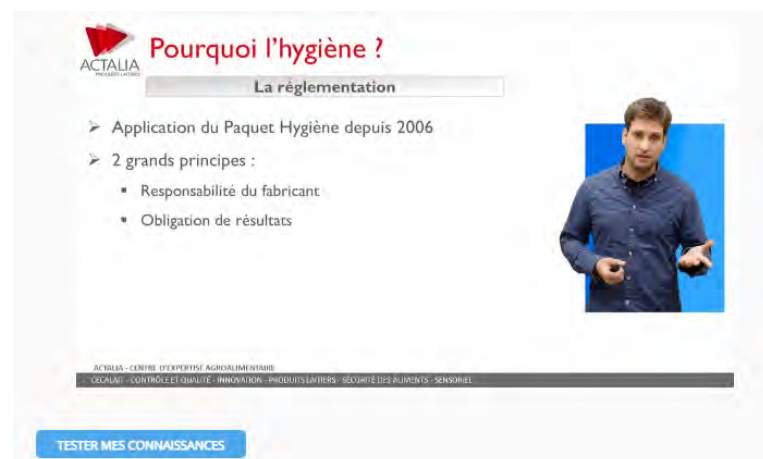 Pourquoi l'hygiène ?
ACTALIA
PRODUITS LAITIERS
La réglementation
➤ Application du Paquet Hygiène depuis 2006
➤ 2 grands principes :
▪ Responsabilité du fabricant
▪ Obligation de résultats
ACTALIA - CENTRE D'EXPERTISE AGROALIMENTAIRE
CECALAIT - CONTRÔLE ET QUALITÉ - INNOVATION - PRODUITS LAITIERS - SÉCURITÉ DES ALIMENTS - SENSORIEL
TESTER MES CONNAISSANCES